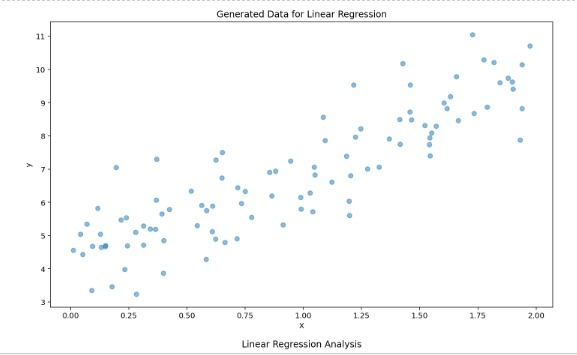 Generated Data for Linear Regression
11
10
9
8
7
6
5
4
3
y
0.00 0.25 0.50 0.75 1.00 1.25 1.50 1.75 2.00
x
Linear Regression Analysis